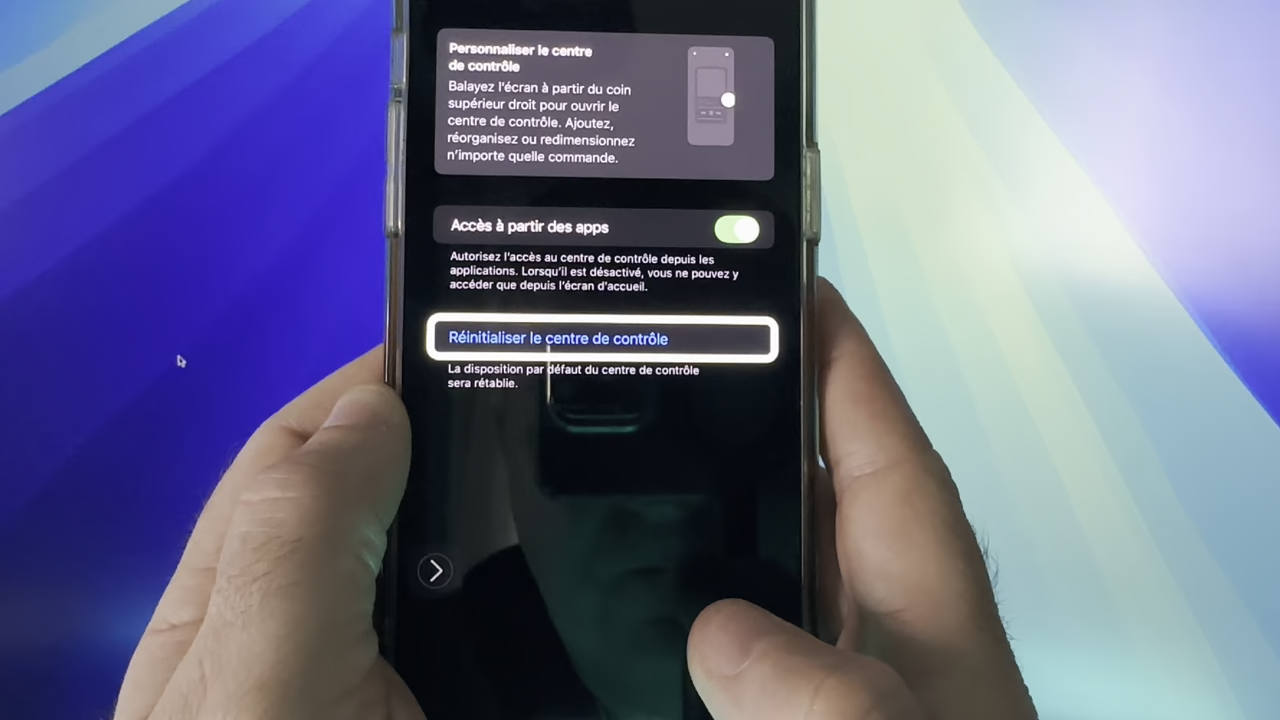 Personnaliser le centre
de contrôle
Balayez l'écran à partir du coin
supérieur droit pour ouvrir le
centre de contrôle. Ajoutez,
réorganisez ou redimensionnez
n'importe quelle commande.
Accès à partir des apps
Autorisez l'accès au centre de contrôle depuis les
applications. Lorsqu'il est désactivé, vous ne pouvez y
accéder que depuis l'écran d'accueil.
Réinitialiser le centre de contrôle
La disposition par défaut du centre de contrôle
sera rétablie.